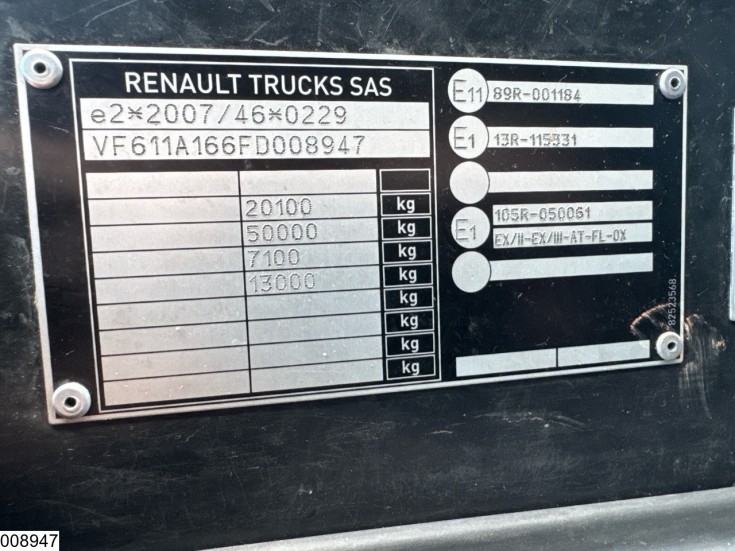 RENAULT TRUCKS SAS
e2*2007/46*0229
VF611A166FD008947
20100 kg
50000 kg
7100 kg
13000 kg
kg
kg
kg
kg
E11 89R-001184
E1 13R-115331
E1 105R-050061
EX/II-EX/III-AT-FL-OX
82523568
008947